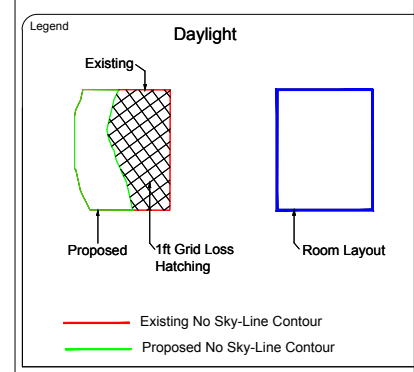 Legend
Daylight
Existing
Proposed
1ft Grid Loss
Hatching
Room Layout
Existing No Sky-Line Contour
Proposed No Sky-Line Contour